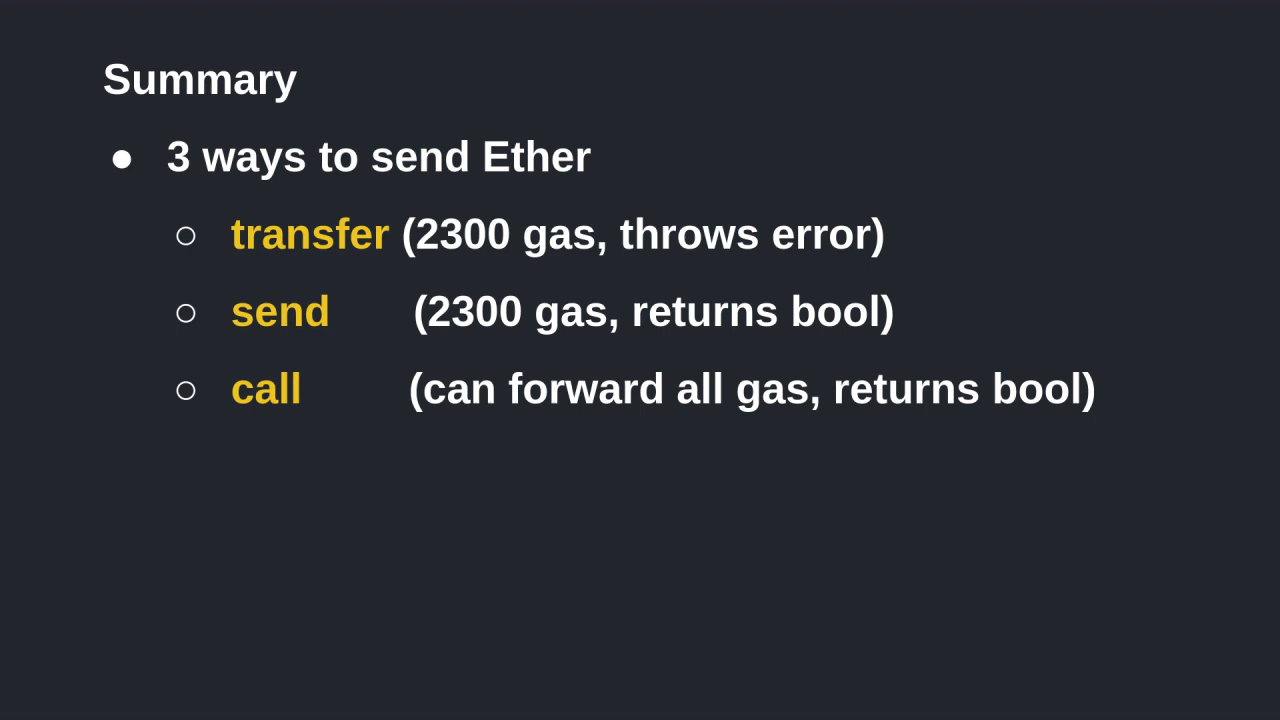 Summary
● 3 ways to send Ether
○ transfer (2300 gas, throws error)
○ send (2300 gas, returns bool)
○ call (can forward all gas, returns bool)